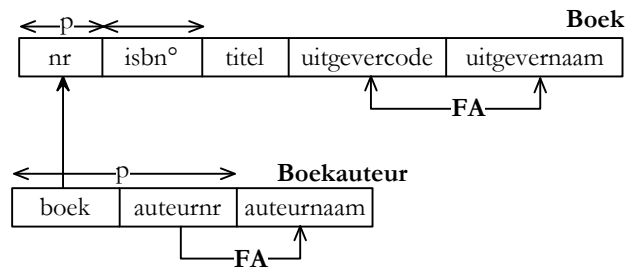 Boek
p
nr isbn° titel uitgevercode uitgevernaam
FA
Boekauteur
p
boek auteurnr auteurnaam
FA